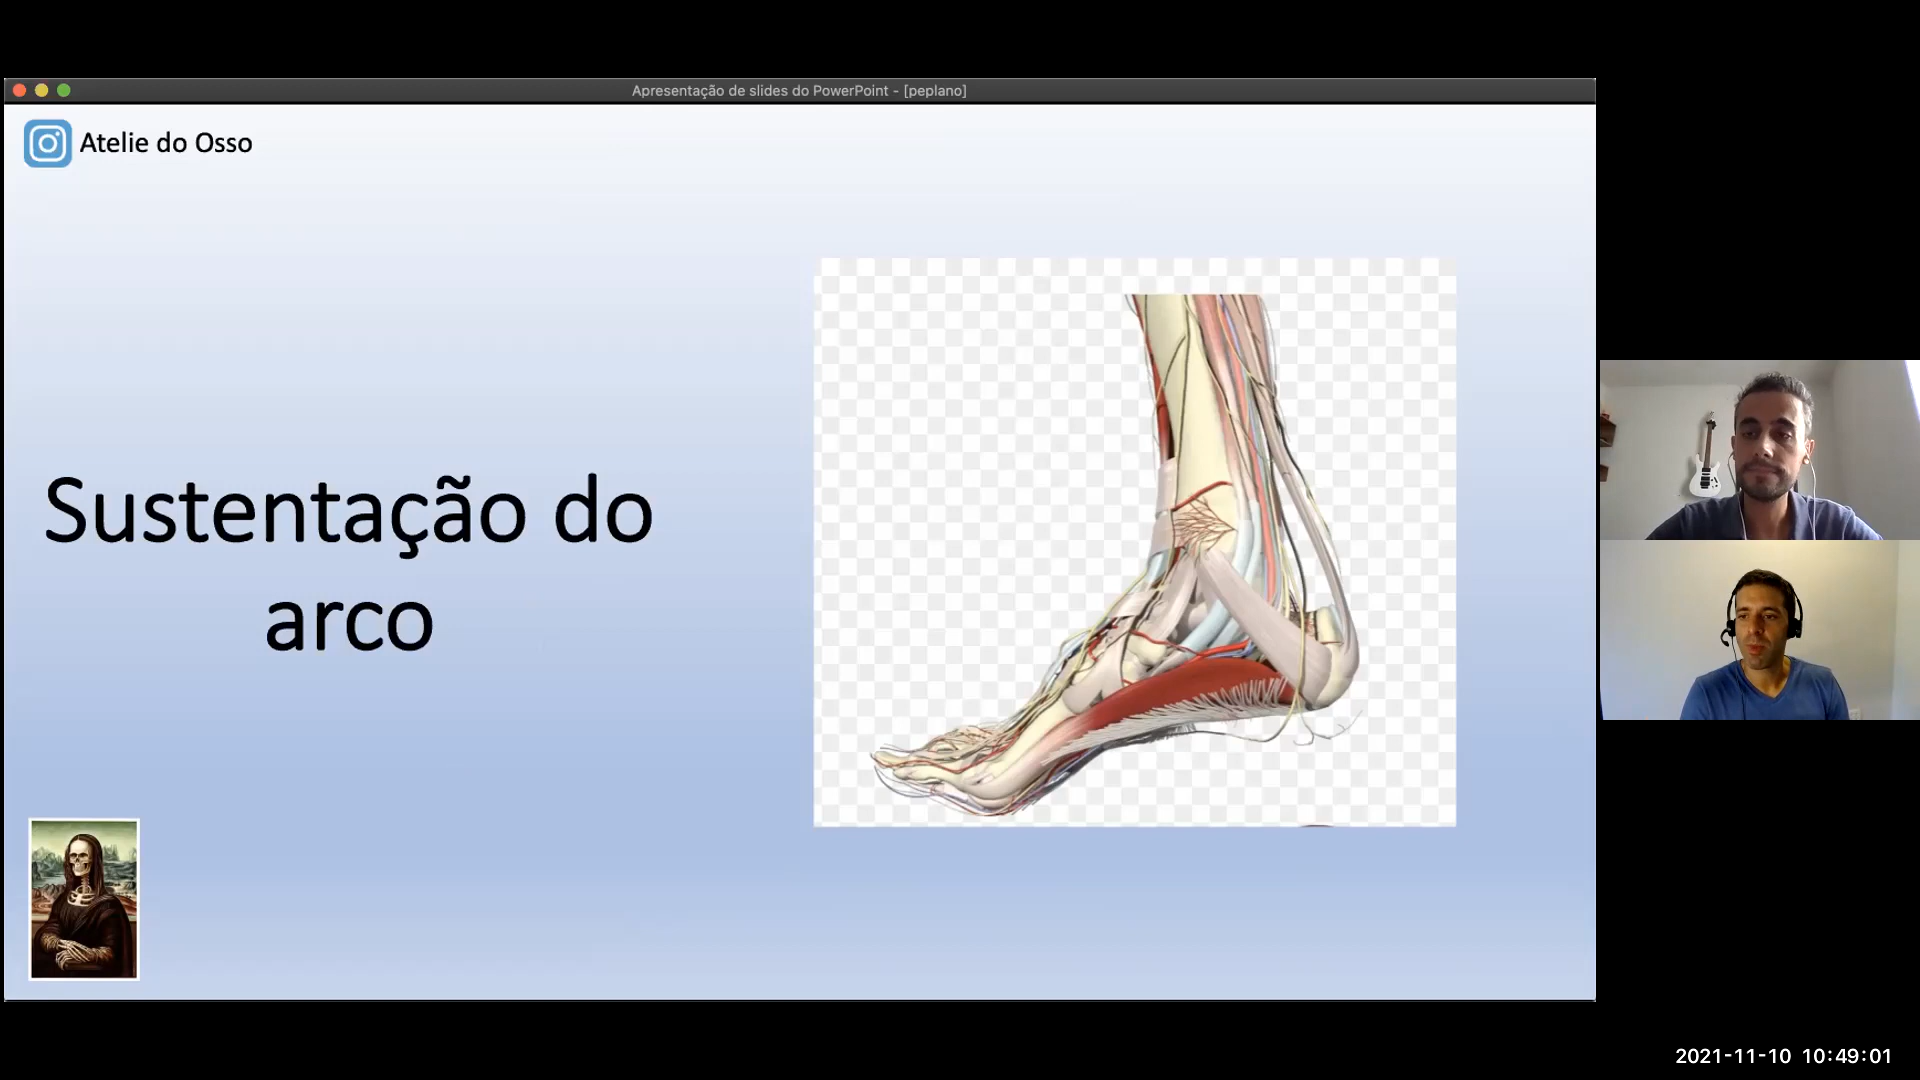 Apresentação de slides do PowerPoint - [peplano]
Atelie do Osso
Sustentação do
arco
2021-11-10 10:49:01